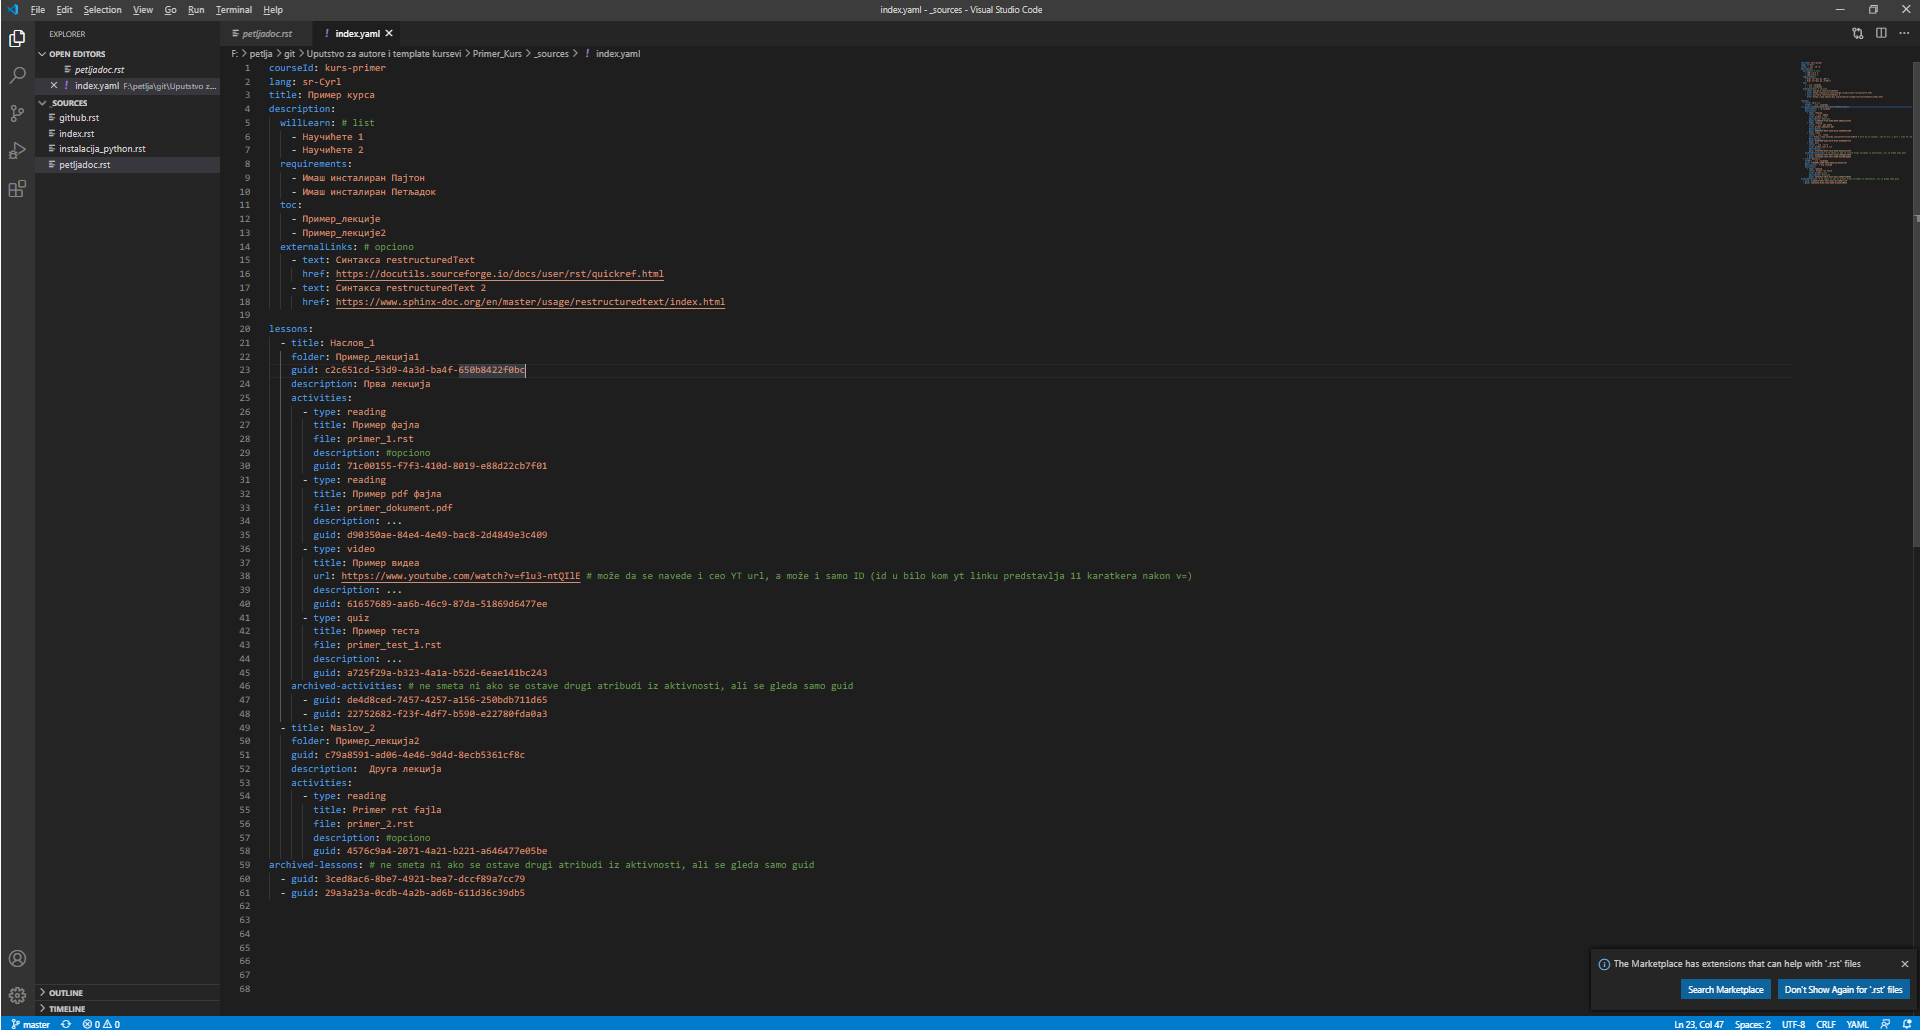 File Edit Selection View Go Run Terminal Help
index.yaml - _sources - Visual Studio Code
EXPLORER
OPEN EDITORS
petljadoc.rst
index.yaml F:\petlja\git\Uputstvo z...
_SOURCES
github.rst
index.rst
instalacija_python.rst
petljadoc.rst
OUTLINE
TIMELINE
petljadoc.rst
! index.yaml
F: > petlja > git > Uputstvo za autore i template kursevi > Primer_Kurs > _sources > ! index.yaml
1 courseId: kurs-primer
2 lang: sr-Cyrl
3 title: Пример курса
4 description:
5 willLearn: # list
6 - Научићете 1
7 - Научићете 2
8 requirements:
9 - Имаш инсталиран Пајтон
10 - Имаш инсталиран Петљадок
11 toc:
12 - Пример_лекције
13 - Пример_лекције2
14 externalLinks: # opciono
15 - text: Синтакса restructuredText
16 href: https://docutils.sourceforge.io/docs/user/rst/quickref.html
17 - text: Синтакса restructuredText 2
18 href: https://www.sphinx-doc.org/en/master/usage/restructuredtext/index.html
19
20 lessons:
21 - title: Наслов_1
22 folder: Пример_лекција1
23 guid: c2c651cd-53d9-4a3d-ba4f-650b8422f0bc
24 description: Прва лекција
25 activities:
26 - type: reading
27 title: Пример фајла
28 file: primer_1.rst
29 description: #opciono
30 guid: 71c00155-f7f3-410d-8019-e88d22cb7f01
31 - type: reading
32 title: Пример pdf фајла
33 file: primer_dokument.pdf
34 description: ...
35 guid: d90350ae-84e4-4e49-bac8-2d4849e3c409
36 - type: video
37 title: Пример видеа
38 url: https://www.youtube.com/watch?v=flu3-ntQIlE # može da se navede i ceo YT url, a može i samo ID (id u bilo kom yt linku predstavlja 11 karatkera nakon v=)
39 description: ...
40 guid: 61657689-aa6b-46c9-87da-51869d6477ee
41 - type: quiz
42 title: Пример теста
43 file: primer_test_1.rst
44 description: ...
45 guid: a725f29a-b323-4a1a-b52d-6eae141bc243
46 archived-activities: # ne smeta ni ako se ostave drugi atributi iz aktivnosti, ali se gleda samo guid
47 - guid: de4d8ced-7457-4257-a156-250bdb711d65
48 - guid: 22752682-f23f-4df7-b590-e22780fda0a3
49 - title: Naslov_2
50 folder: Пример_лекција2
51 guid: c79a8591-ad06-4e46-9d4d-8ecb5361cf8c
52 description: Друга лекција
53 activities:
54 - type: reading
55 title: Primer rst fajla
56 file: primer_2.rst
57 description: #opciono
58 guid: 4576c9a4-2071-4a21-b221-a646477e05be
59 archived-lessons: # ne smeta ni ako se ostave drugi atributi iz aktivnosti, ali se gleda samo guid
60 - guid: 3ced8ac6-8be7-4921-bea7-dccf89a7cc79
61 - guid: 29a3a23a-0cdb-4a2b-ad6b-611d36c39db5
62
63
64
65
66
67
68
The Marketplace has extensions that can help with '.rst' files
Search Marketplace
Don't Show Again for '.rst' files
master 0 0
Ln 23, Col 47 Spaces: 2 UTF-8 CRLF YAML